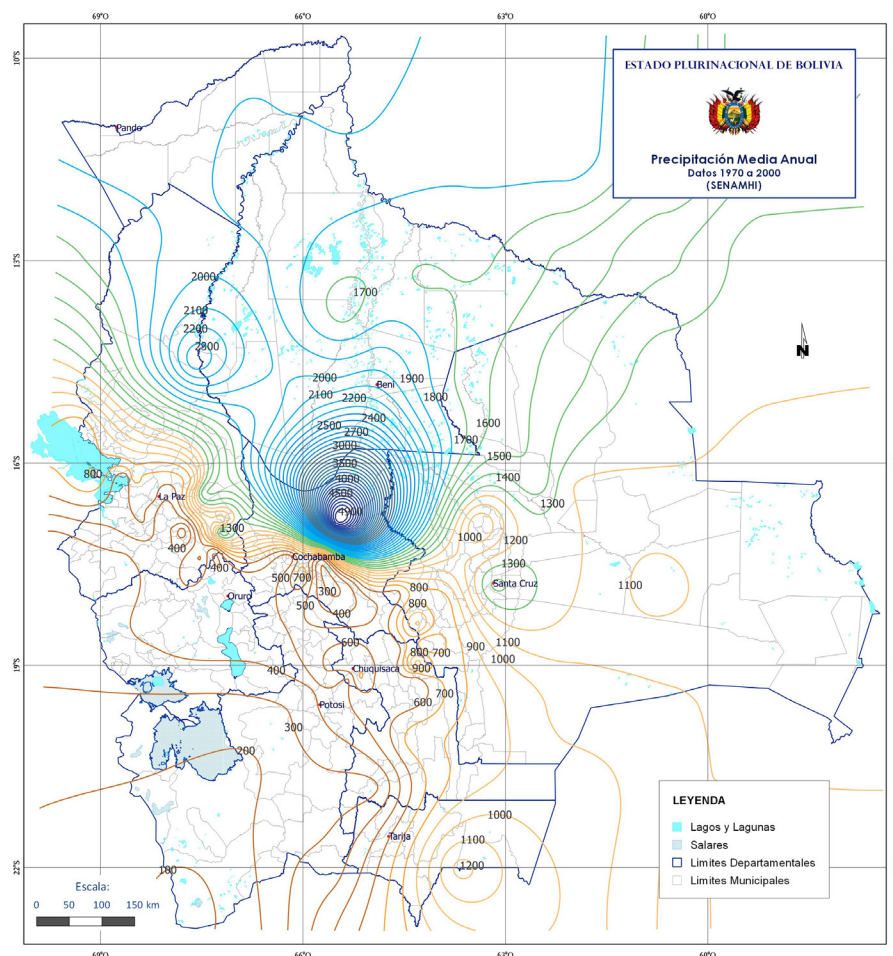 69°S
66°S
63°S
60°S
10°S
ESTADO PLURINACIONAL DE BOLIVIA
Precipitación Media Anual
Datos 1970 a 2000
(SENAMHI)
Pando
13°S
2000
1700
2100
2200
2300
N
2000
1900
Beni
2100
2200
1800
2400
1600
2500
2700
1700
3000
1500
16°S
3500
800
4000
1400
4500
La Paz
1300
4900
1300
1000
1200
400
Cochabamba
1300
400
500
700
800
Santa Cruz
1100
300
Oruro
500
800
400
600
1100
900
800
700
1000
19°S
400
Chuquisaca
900
700
600
Potosi
300
200
LEYENDA
1000
Lagos y Lagunas
Tarija
1100
Salares
Limites Departamentales
22°S
100
1200
Limites Municipales
Escala:
0
50
100
150 km
69°S
66°S
63°S
60°S